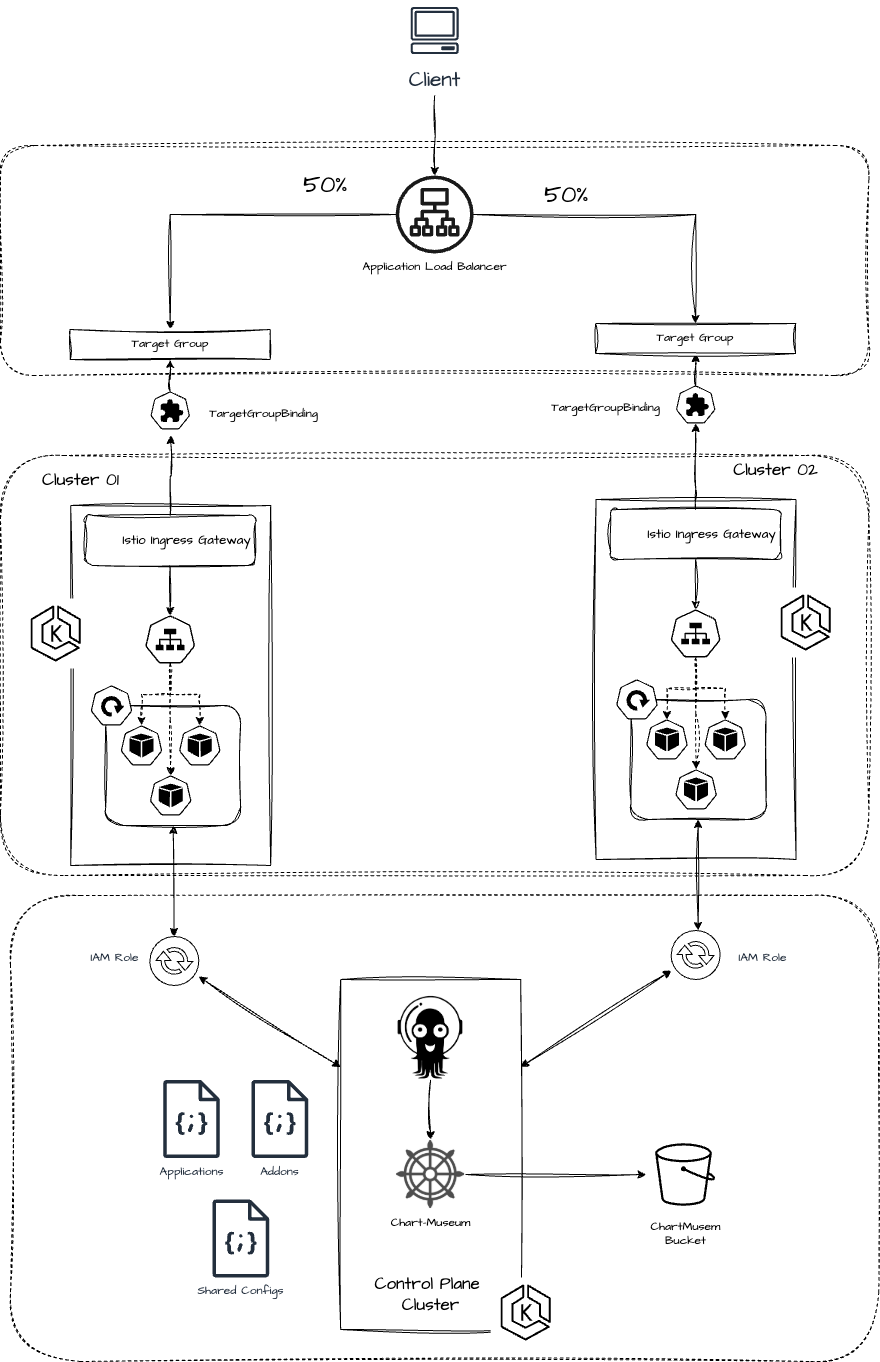 Client
50%
50%
Application Load Balancer
Target Group
Target Group
TargetGroupBinding
TargetGroupBinding
Cluster 01
Cluster 02
Istio Ingress Gateway
Istio Ingress Gateway
K
K
IAM Role
IAM Role
{;}
{;}
Applications
Addons
{;}
Shared Configs
Chart-Museum
ChartMusem
Bucket
Control Plane
Cluster
K